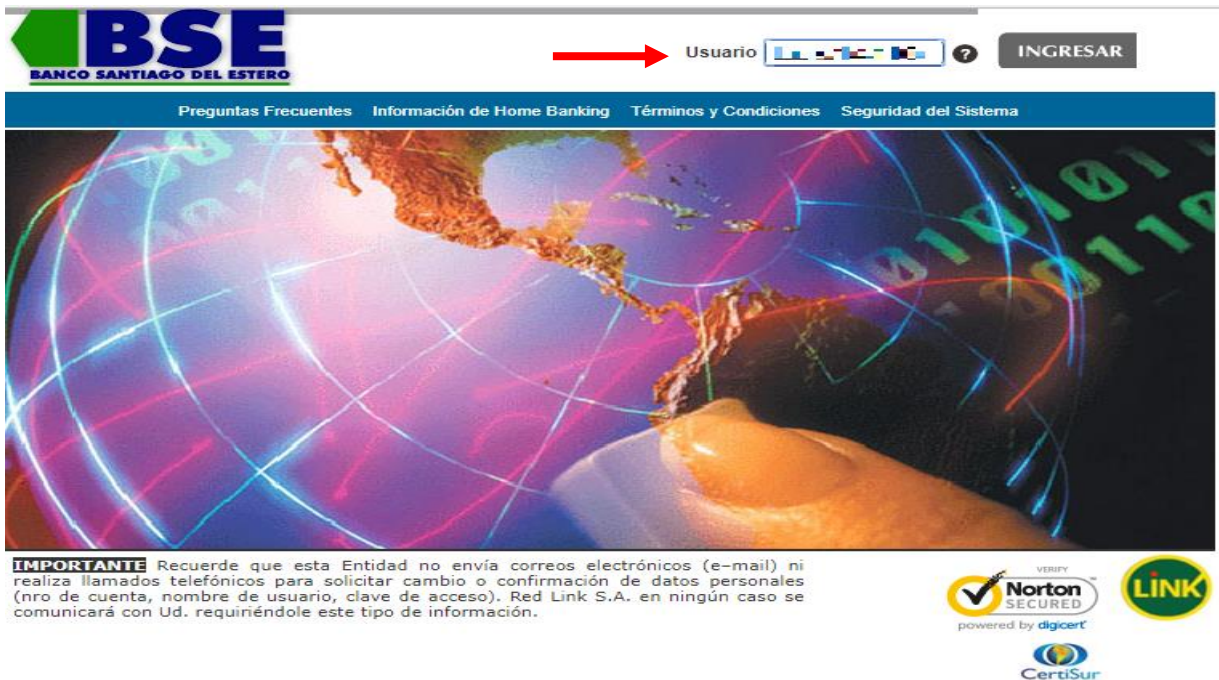 BSE
BANCO SANTIAGO DEL ESTERO
Usuario
?
INGRESAR
Preguntas Frecuentes Información de Home Banking Términos y Condiciones Seguridad del Sistema
010101
0110
IMPORTANTE Recuerde que esta Entidad no envía correos electrónicos (e-mail) ni
realiza llamados telefónicos para solicitar cambio o confirmación de datos personales
(nro de cuenta, nombre de usuario, clave de acceso). Red Link S.A. en ningún caso se
comunicará con Ud. requiriéndole este tipo de información.
VERIFY
Norton
SECURED
powered by digicert
LINK
CertiSur